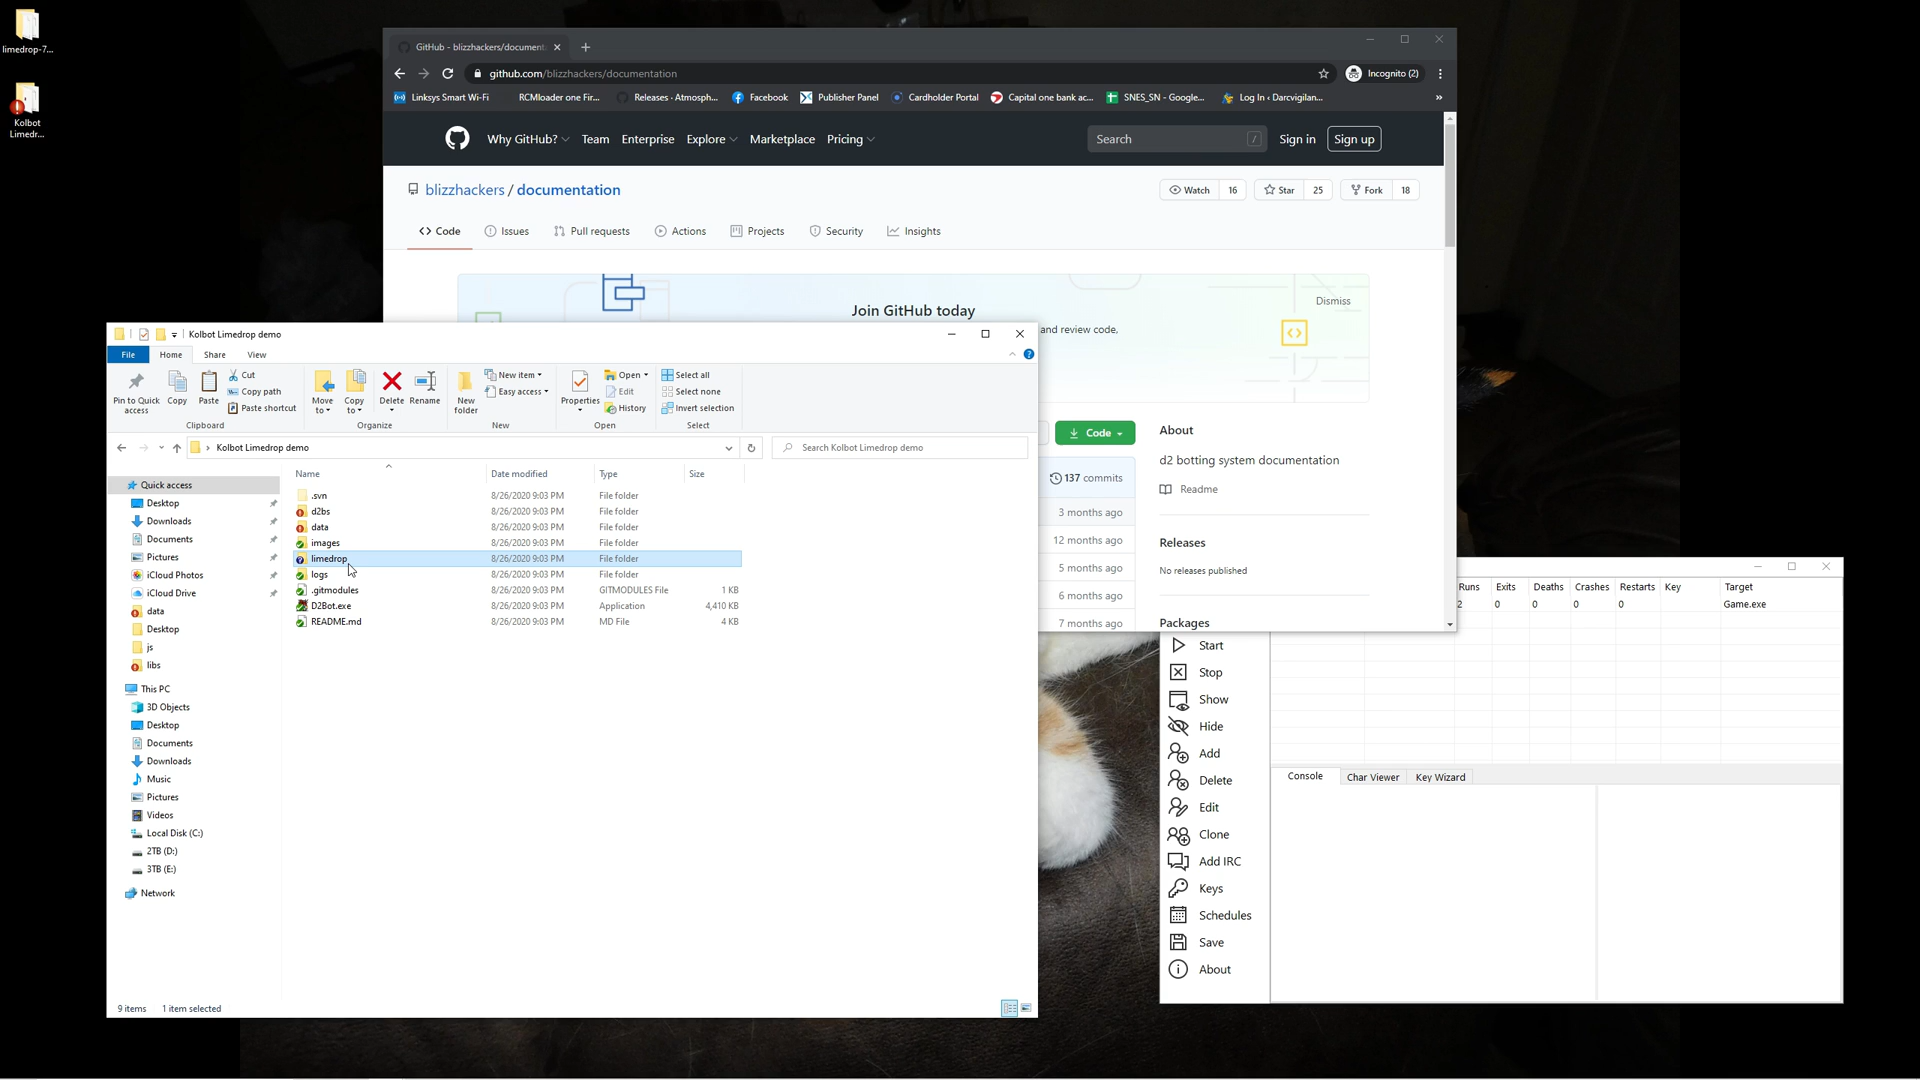 limedrop-7...
Kolbot
Limedr...
GitHub - blizzhackers/document
github.com/blizzhackers/documentation
Incognito (2)
Linksys Smart Wi-Fi
RCMloader one Fir...
Releases · Atmosph...
Facebook
Publisher Panel
Cardholder Portal
Capital one bank ac...
SNES_SN - Google...
Log In ‹ Darcvigilan...
»
Why GitHub?
Team
Enterprise
Explore
Marketplace
Pricing
Search
/
Sign in
Sign up
blizzhackers / documentation
Watch 16
Star 25
Fork 18
Code
Issues
Pull requests
Actions
Projects
Security
Insights
Join GitHub today
Dismiss
and review code,
Code
About
d2 botting system documentation
137 commits
Readme
3 months ago
12 months ago
5 months ago
6 months ago
7 months ago
Releases
No releases published
Packages
Kolbot Limedrop demo
File
Home
Share
View
Pin to Quick
access
Copy
Paste
Cut
Copy path
Paste shortcut
Clipboard
Move
to
Copy
to
Delete
Rename
Organize
New
folder
New item
Easy access
New
Properties
Open
Edit
History
Open
Select all
Select none
Invert selection
Select
Kolbot Limedrop demo
Search Kolbot Limedrop demo
Quick access
Desktop
Downloads
Documents
Pictures
iCloud Photos
iCloud Drive
data
Desktop
js
libs
This PC
3D Objects
Desktop
Documents
Downloads
Music
Pictures
Videos
Local Disk (C:)
2TB (D:)
3TB (E:)
Network
Name Date modified Type Size
.svn 8/26/2020 9:03 PM File folder
d2bs 8/26/2020 9:03 PM File folder
data 8/26/2020 9:03 PM File folder
images 8/26/2020 9:03 PM File folder
limedrop 8/26/2020 9:03 PM File folder
logs 8/26/2020 9:03 PM File folder
.gitmodules 8/26/2020 9:03 PM GITMODULES File 1 KB
D2Bot.exe 8/26/2020 9:03 PM Application 4,410 KB
README.md 8/26/2020 9:03 PM MD File 4 KB
9 items
1 item selected
Runs Exits Deaths Crashes Restarts Key Target
2 0 0 0 0 Game.exe
Start
Stop
Show
Hide
Add
Delete
Edit
Clone
Add IRC
Keys
Schedules
Save
About
Console
Char Viewer
Key Wizard